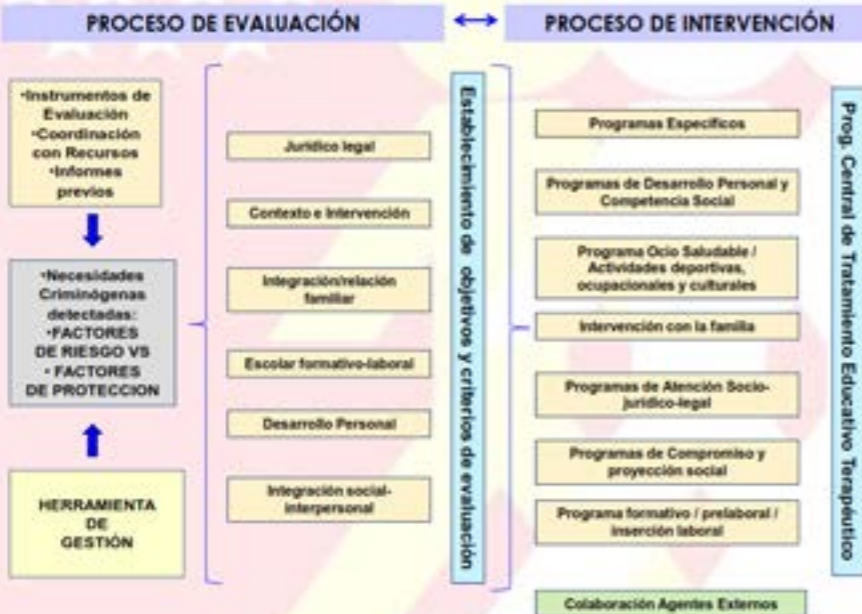 PROCESO DE EVALUACIÓN
PROCESO DE INTERVENCIÓN
•Instrumentos de
Evaluación
•Coordinación
con Recursos
•Informes
previos
•Necesidades
Criminógenas
detectadas:
•FACTORES
DE RIESGO VS
• FACTORES
DE PROTECCION
HERRAMIENTA
DE
GESTIÓN
Jurídico legal
Contexto e Intervención
Integración/relación
familiar
Escolar formativo-laboral
Desarrollo Personal
Integración social-
interpersonal
Establecimiento de objetivos y criterios de evaluación
Programas Específicos
Programas de Desarrollo Personal y
Competencia Social
Programa Ocio Saludable /
Actividades deportivas,
ocupacionales y culturales
Intervención con la familia
Programas de Atención Socio-
jurídico-legal
Programas de Compromiso y
proyección social
Programa formativo / prelaboral /
inserción laboral
Colaboración Agentes Externos
Prog. Central de Tratamiento Educativo Terapéutico